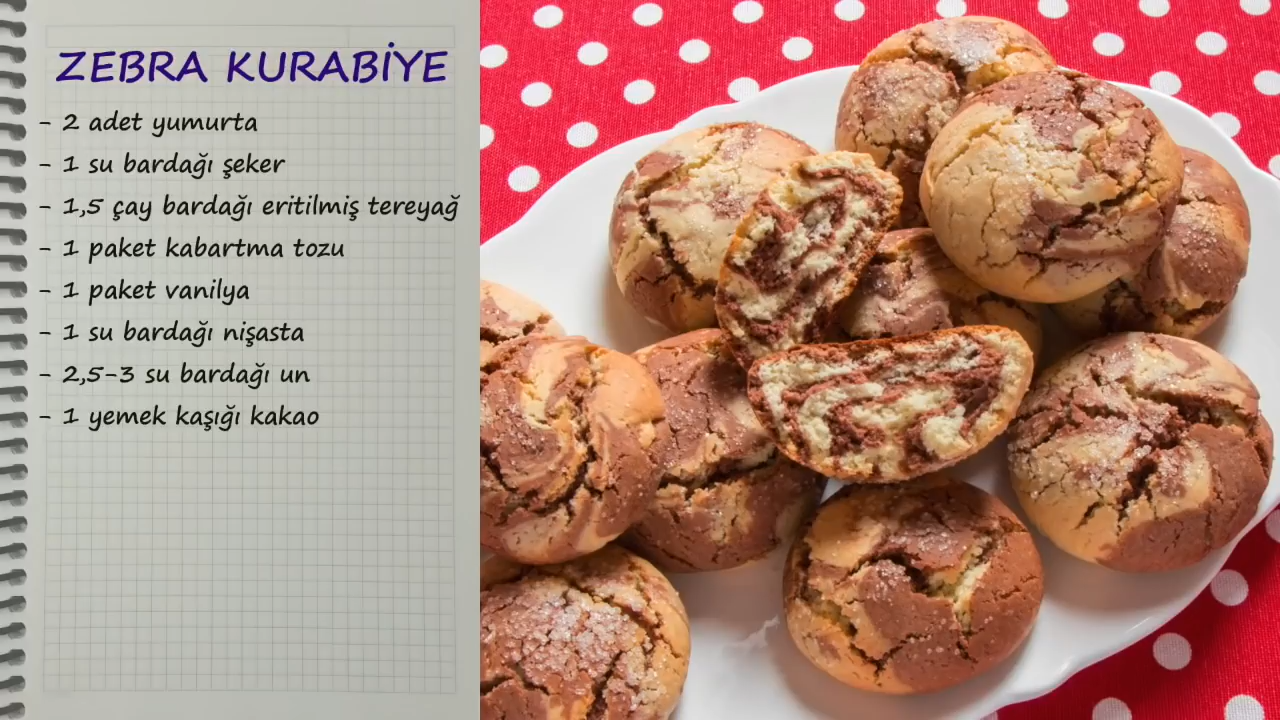 ZEBRA KURABİYE
- 2 adet yumurta
- 1 su bardağı şeker
- 1,5 çay bardağı eritilmiş tereyağ
- 1 paket kabartma tozu
- 1 paket vanilya
- 1 su bardağı nişasta
- 2,5-3 su bardağı un
- 1 yemek kaşığı kakao